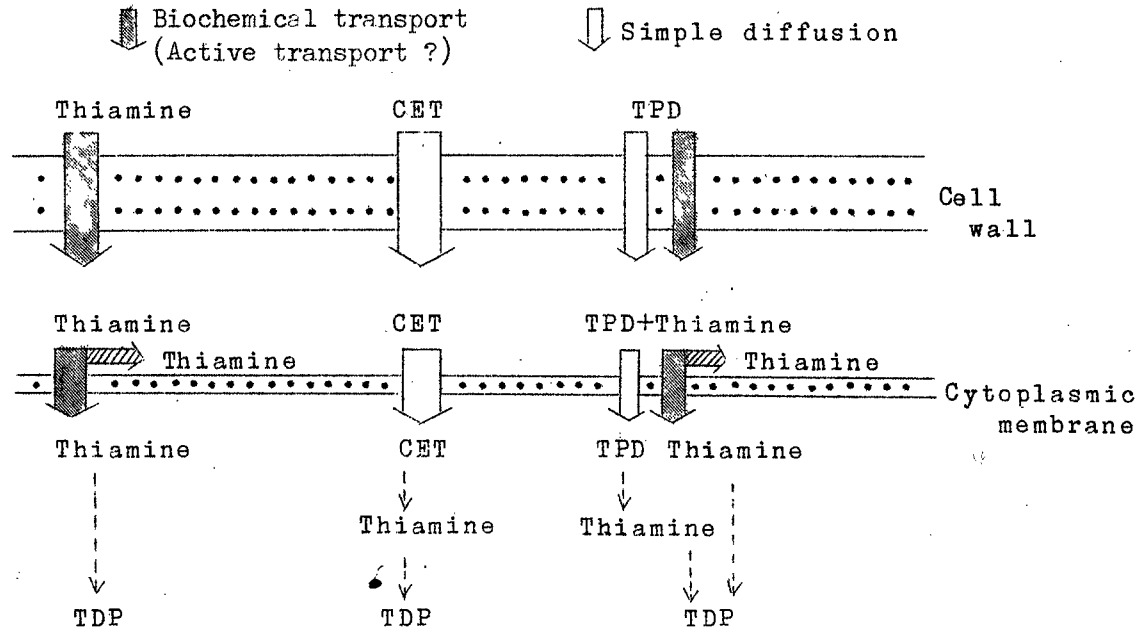 Biochemical transport
(Active transport ?)
Simple diffusion
Thiamine CET TPD
Cell
wall
Thiamine CET TPD+Thiamine
Thiamine Thiamine
Cytoplasmic
membrane
Thiamine CET TPD Thiamine
Thiamine Thiamine
TDP TDP TDP